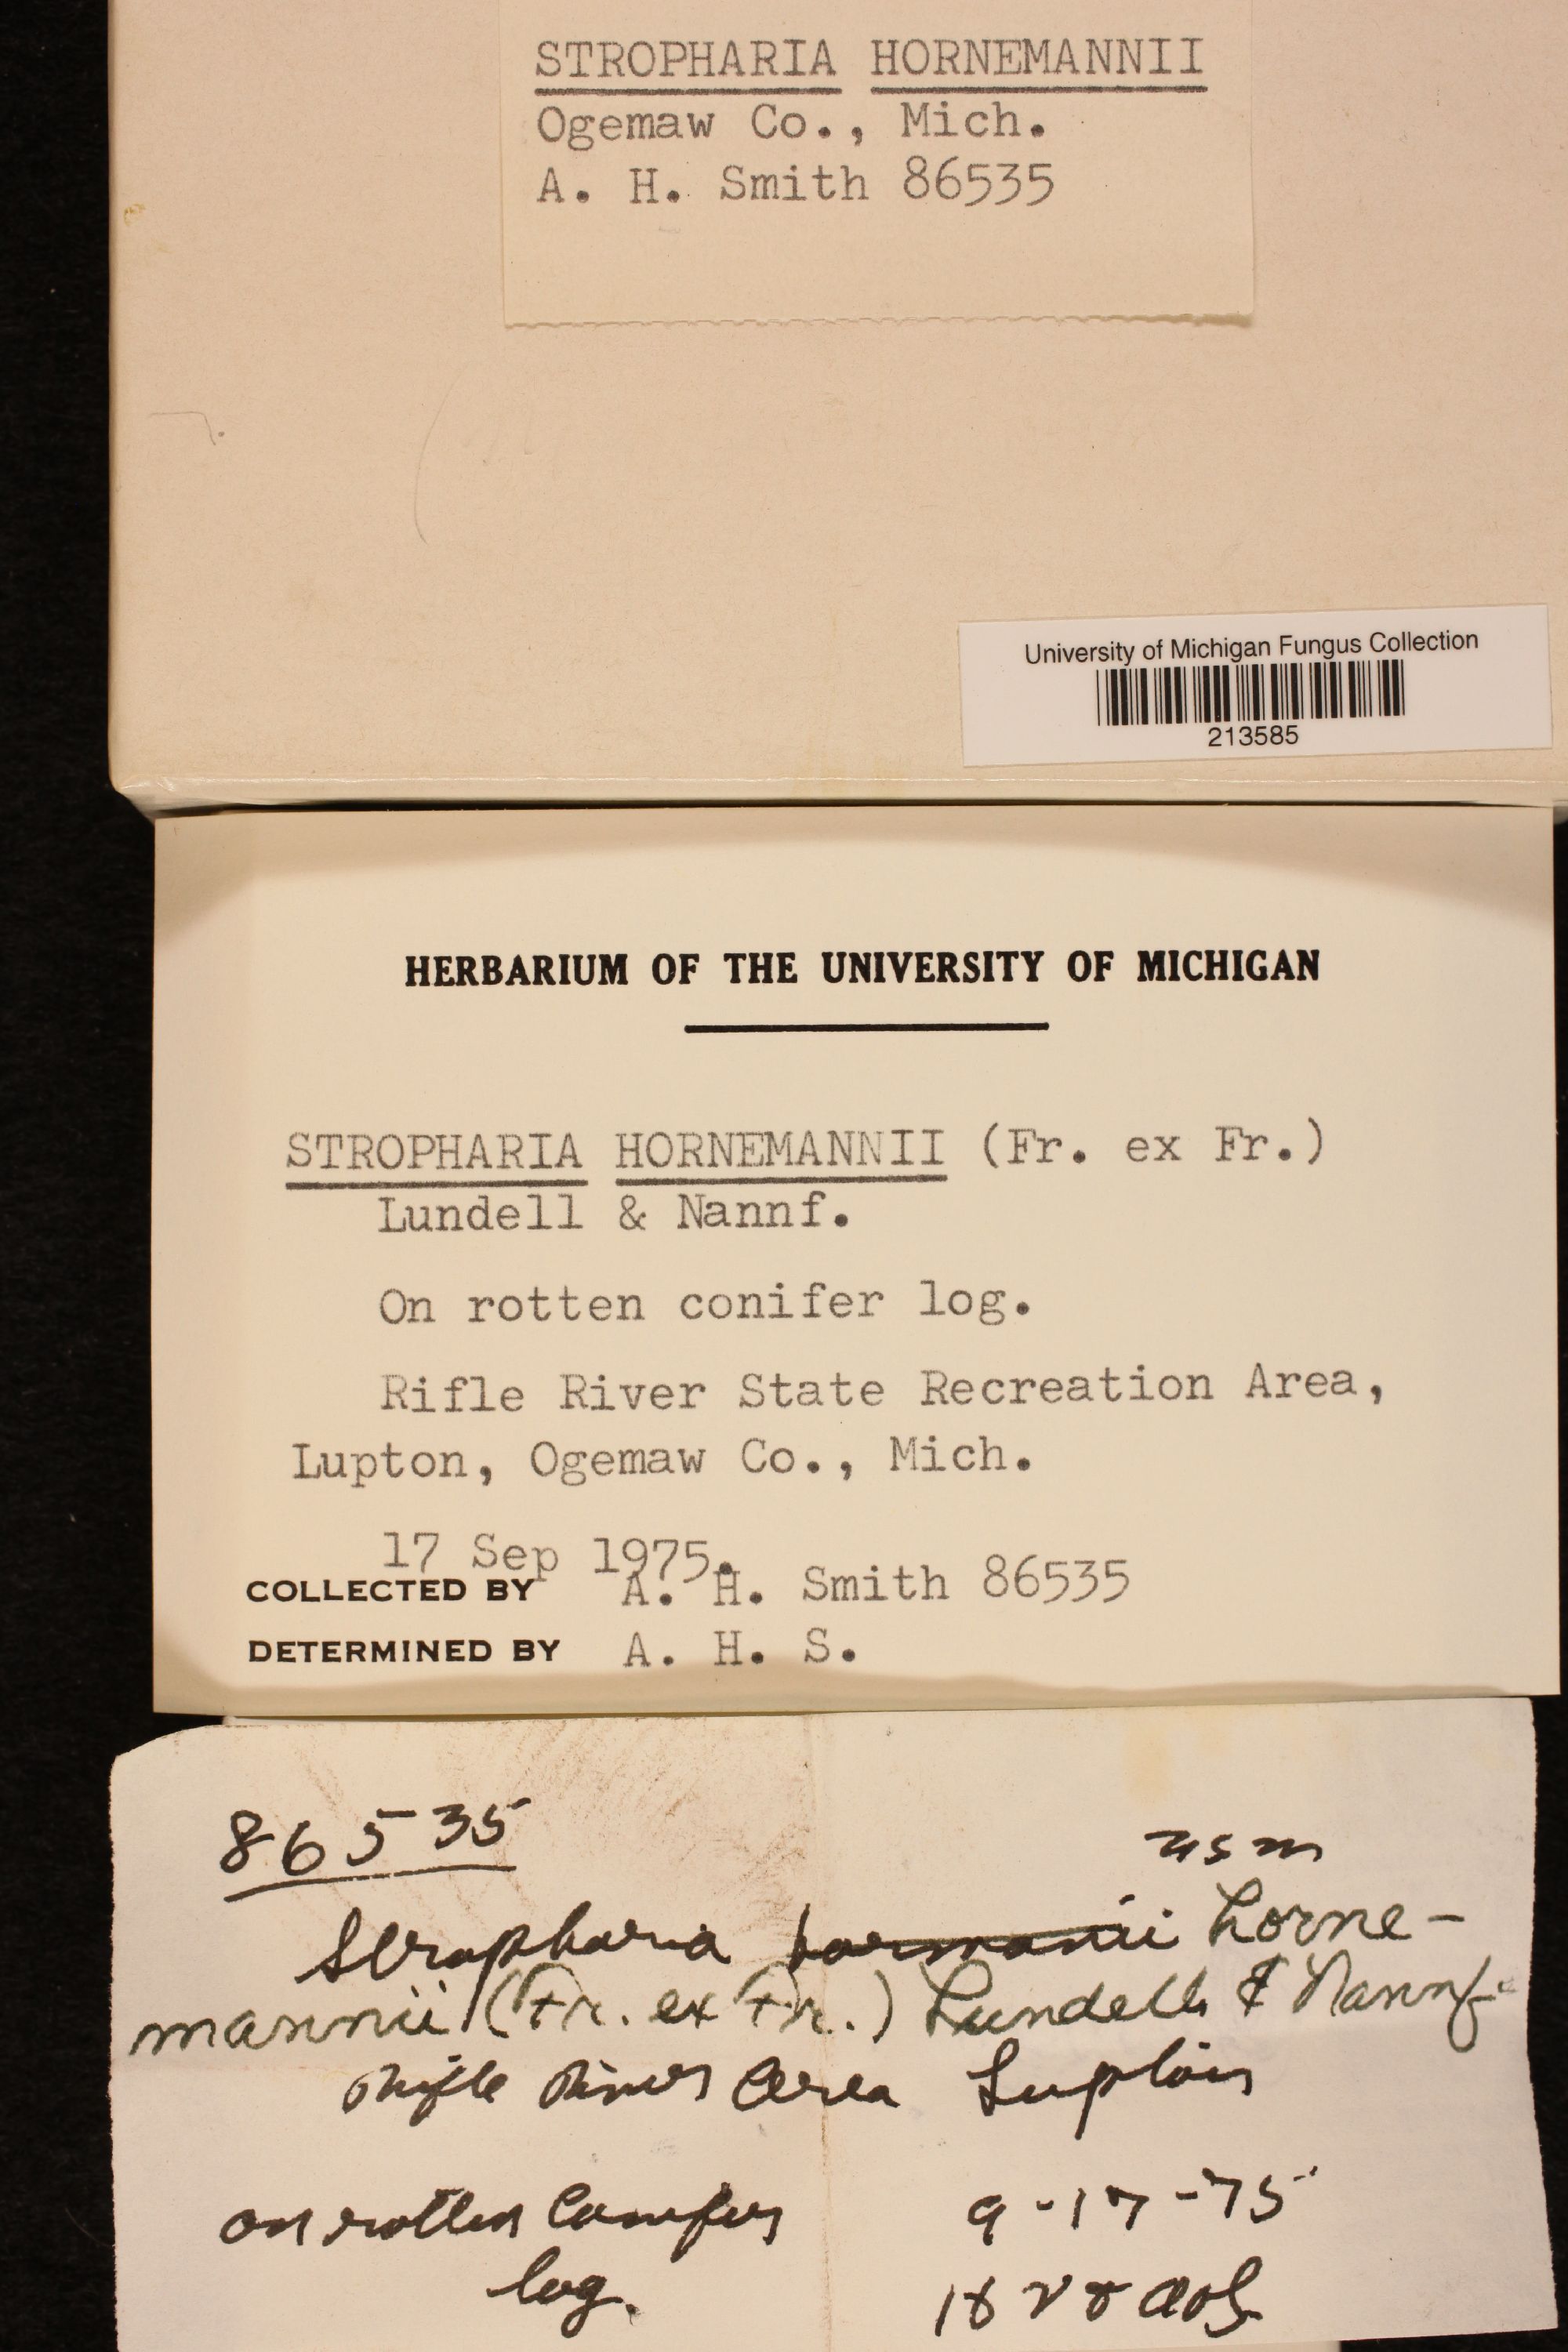 STROPHARIA HORNEMANNII
Ogemaw Co., Mich.
A. H. Smith 86535
University of Michigan Fungus Collection
213585
HERBARIUM OF THE UNIVERSITY OF MICHIGAN
STROPHARIA HORNEMANNII (Fr. ex Fr.)
Lundell & Nannf.
On rotten conifer log.
Rifle River State Recreation Area,
Lupton, Ogemaw Co., Mich.
17 Sep 1975.
COLLECTED BY A. H. Smith 86535
DETERMINED BY A. H. S.
86535
Stropharia hormanii horne-
mannii (Fr. ex Fr.) Lundell & Nannf.
Rifle River Area Lupton
on rotten conifer 9-17-75
log.